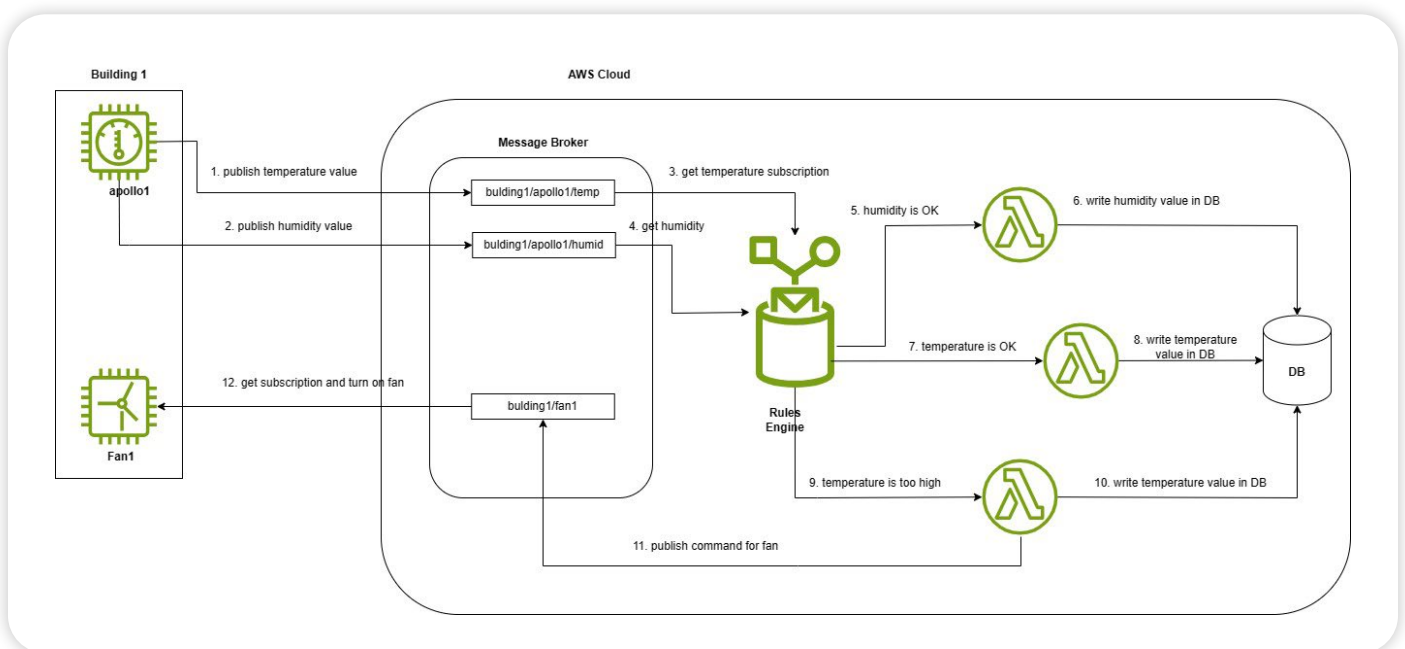 Building 1
AWS Cloud
Message Broker
apollo1
1. publish temperature value
bulding1/apollo1/temp
3. get temperature subscription
2. publish humidity value
bulding1/apollo1/humid
4. get humidity
5. humidity is OK
6. write humidity value in DB
7. temperature is OK
8. write temperature
value in DB
DB
12. get subscription and turn on fan
bulding1/fan1
Rules
Engine
Fan1
9. temperature is too high
10. write temperature value in DB
11. publish command for fan